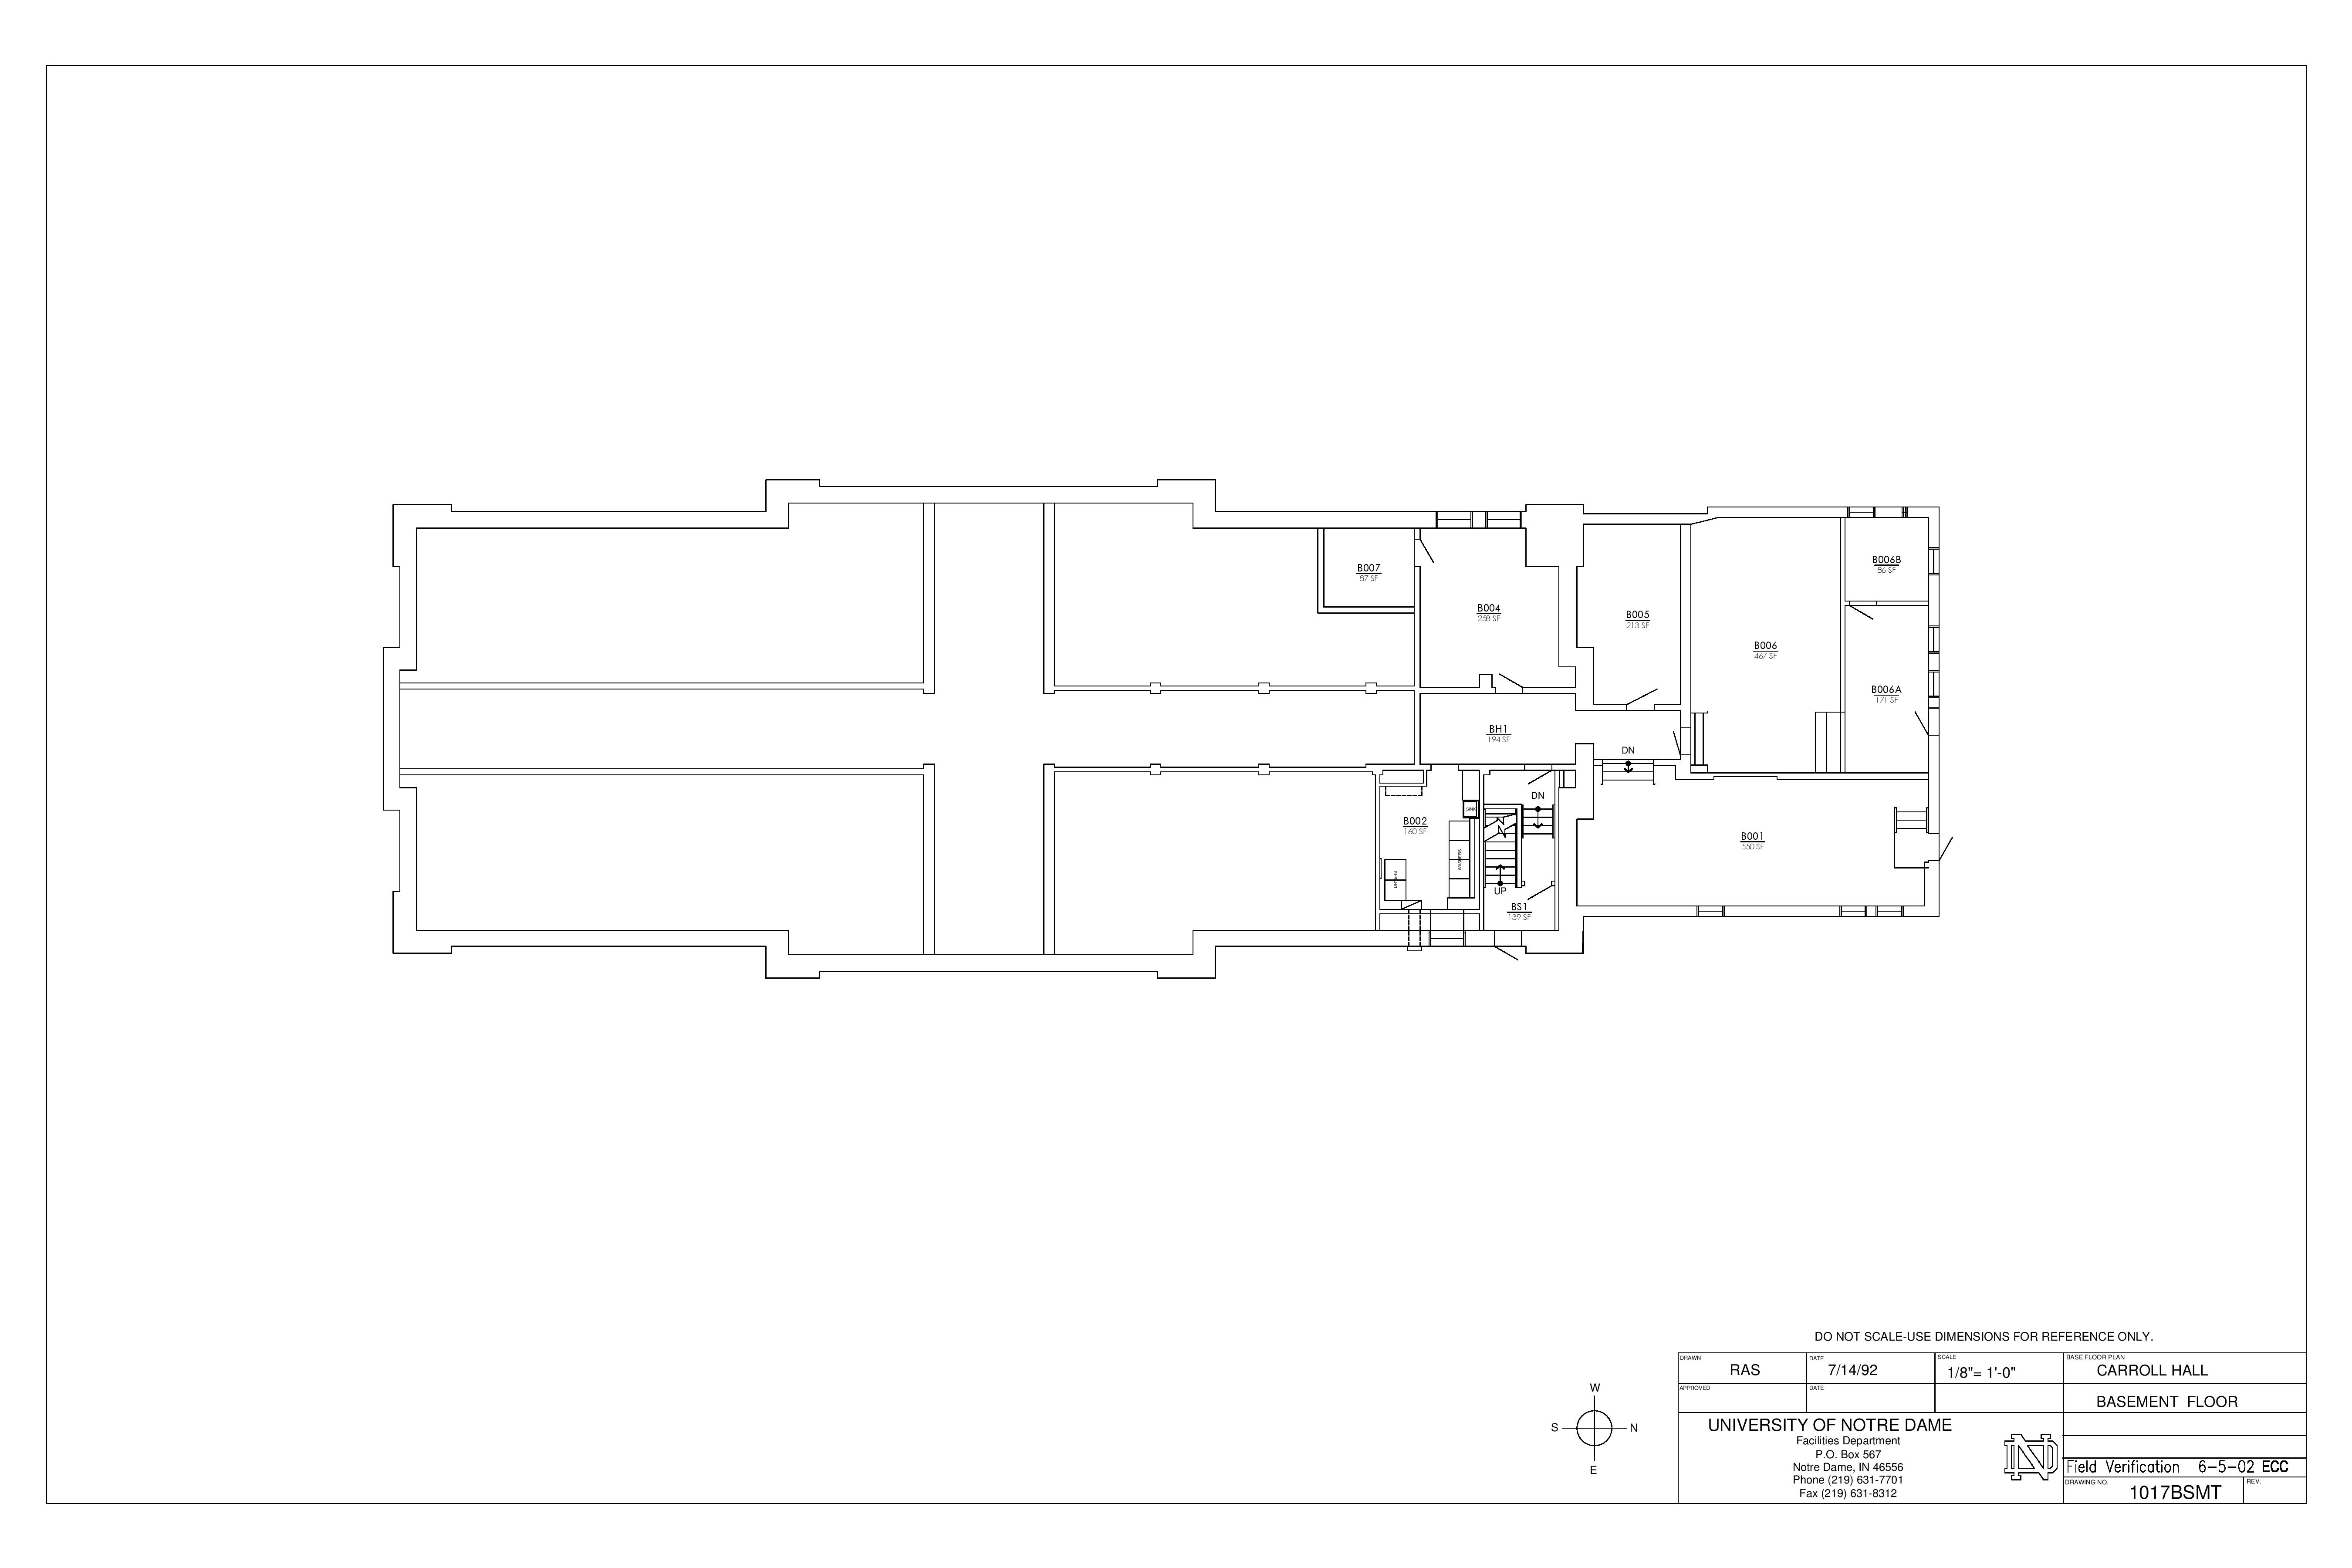 B007
87 SF
B004
258 SF
B005
213 SF
B006
467 SF
B006B
86 SF
B006A
171 SF
BH1
194 SF
DN
DN
B002
160 SF
SINK
WASHERS
DRYERS
UP
BS1
139 SF
B001
550 SF
DO NOT SCALE-USE DIMENSIONS FOR REFERENCE ONLY.
DRAWN
RAS
DATE
7/14/92
SCALE
1/8"= 1'-0"
BASE FLOOR PLAN
CARROLL HALL
APPROVED
DATE
BASEMENT FLOOR
W
S
N
E
UNIVERSITY OF NOTRE DAME
Facilities Department
P.O. Box 567
Notre Dame, IN 46556
Phone (219) 631-7701
Fax (219) 631-8312
ND
Field Verification 6-5-02 ECC
DRAWING NO.
1017BSMT
REV.